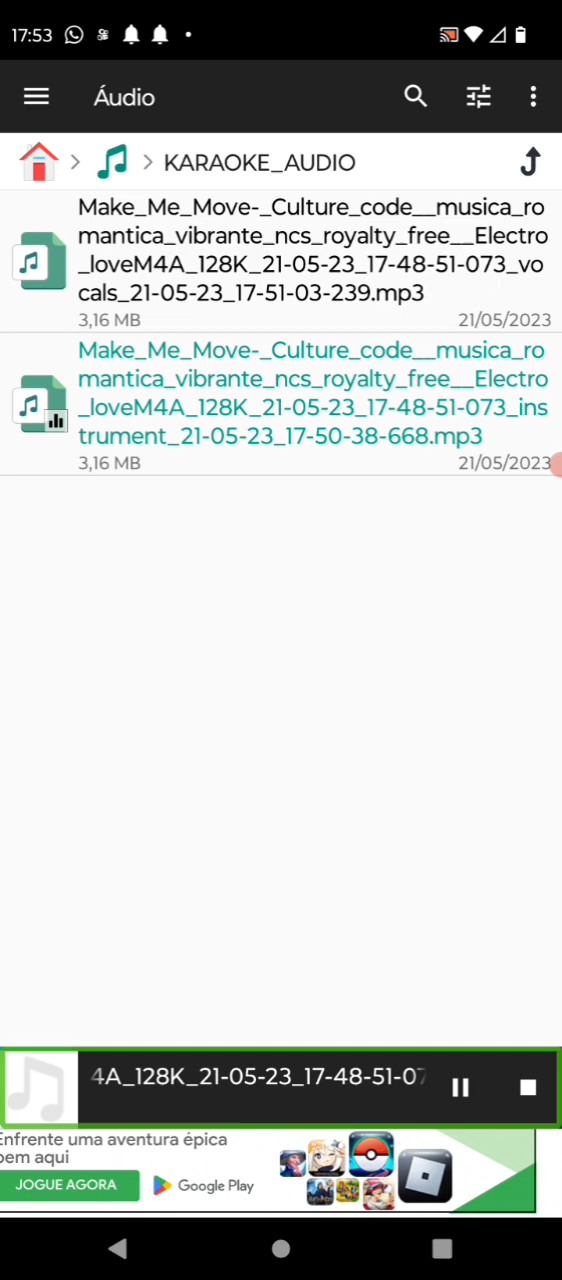 17:53
Áudio
KARAOKE_AUDIO
Make_Me_Move-_Culture_code__musica_ro
mantica_vibrante_ncs_royalty_free__Electro
_loveM4A_128K_21-05-23_17-48-51-073_vo
cals_21-05-23_17-51-03-239.mp3
3,16 MB 21/05/2023
Make_Me_Move-_Culture_code__musica_ro
mantica_vibrante_ncs_royalty_free__Electro
_loveM4A_128K_21-05-23_17-48-51-073_ins
trument_21-05-23_17-50-38-668.mp3
3,16 MB 21/05/2023
4A_128K_21-05-23_17-48-51-07
Enfrente uma aventura épica
bem aqui
JOGUE AGORA Google Play